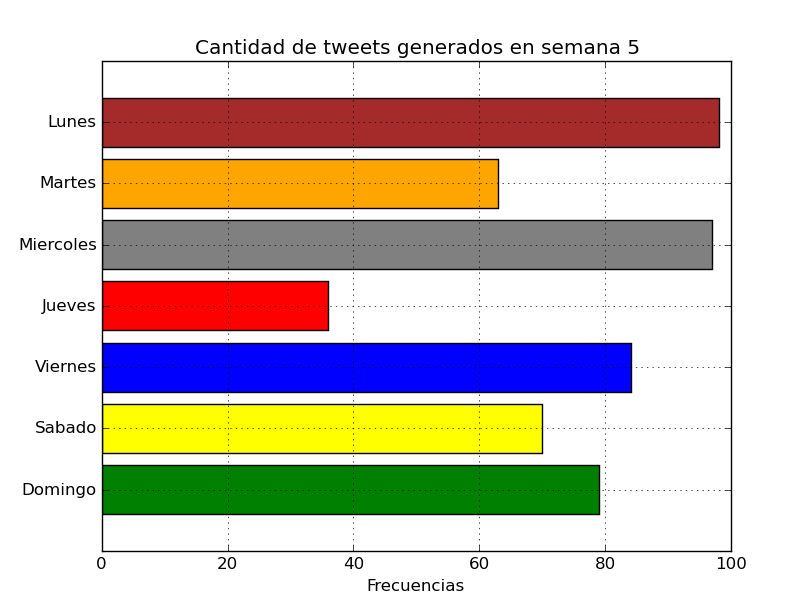 Cantidad de tweets generados en semana 5
Lunes
Martes
Miercoles
Jueves
Viernes
Sabado
Domingo
0 20 40 60 80 100
Frecuencias